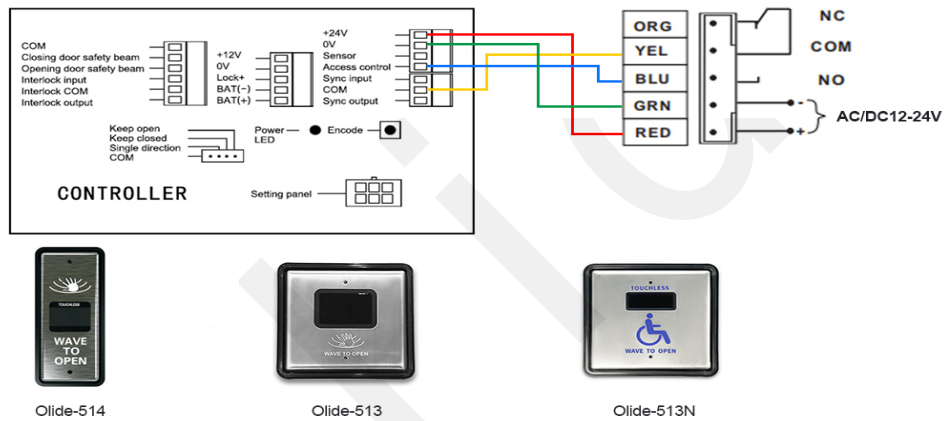 COM
Closing door safety beam
Opening door safety beam
Interlock input
Interlock COM
Interlock output
+12V
0V
Lock+
BAT(−)
BAT(+)
+24V
0V
Sensor
Access control
Sync input
COM
Sync output
Keep open
Keep closed
Single direction
COM
Power
LED
Encode
CONTROLLER
Setting panel
ORG
YEL
BLU
GRN
RED
NC
COM
NO
-
+
AC/DC12-24V
TOUCHLESS
WAVE
TO
OPEN
WAVE TO OPEN
TOUCHLESS
WAVE TO OPEN
Olide-514
Olide-513
Olide-513N